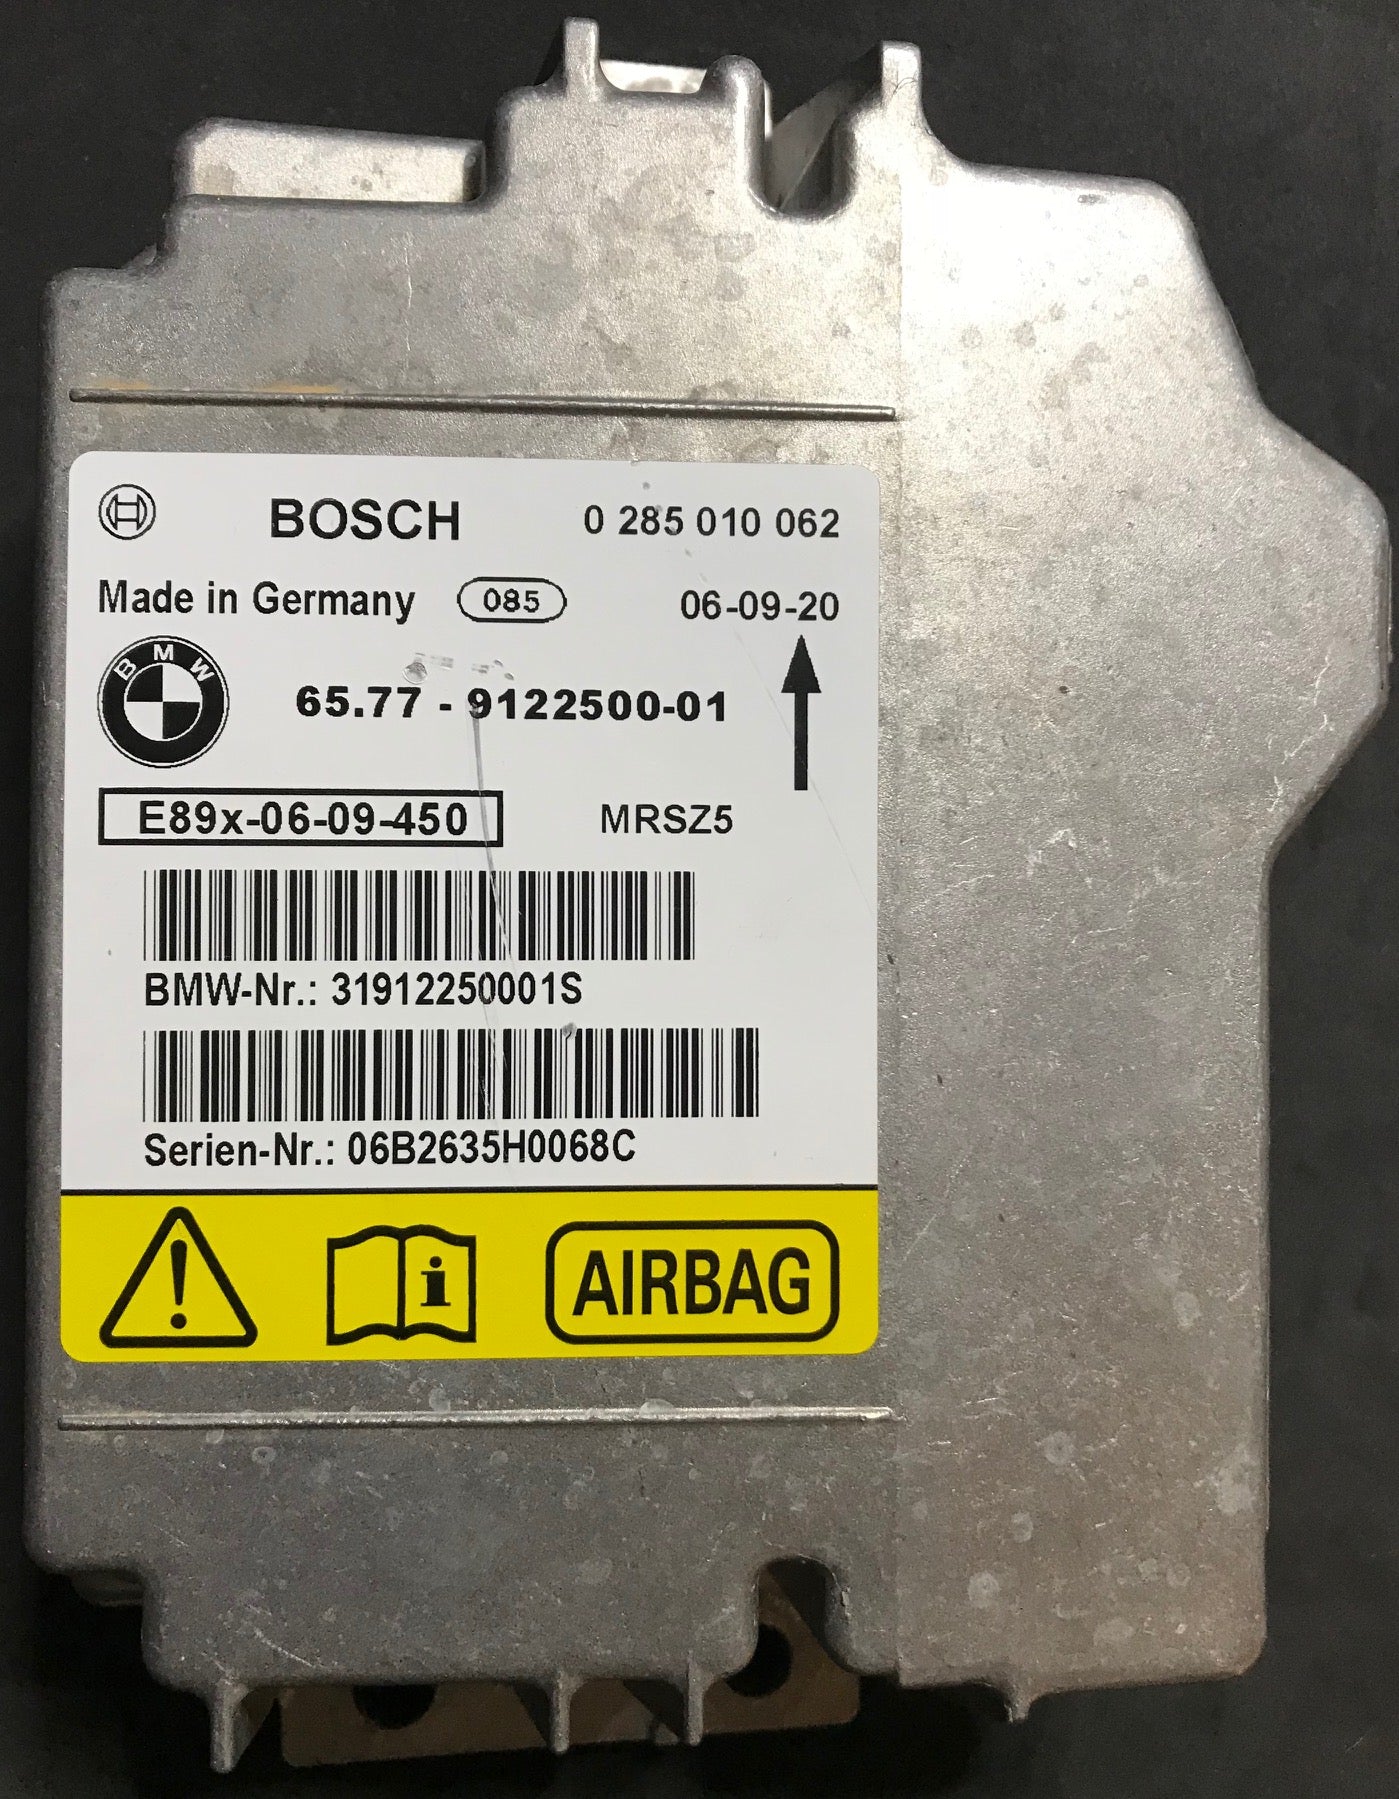 BOSCH 0 285 010 062
Made in Germany 085 06-09-20
BMW 65.77 - 9122500-01
E89x-06-09-450 MRSZ5
BMW-Nr.: 31912250001S
Serien-Nr.: 06B2635H0068C
! i AIRBAG